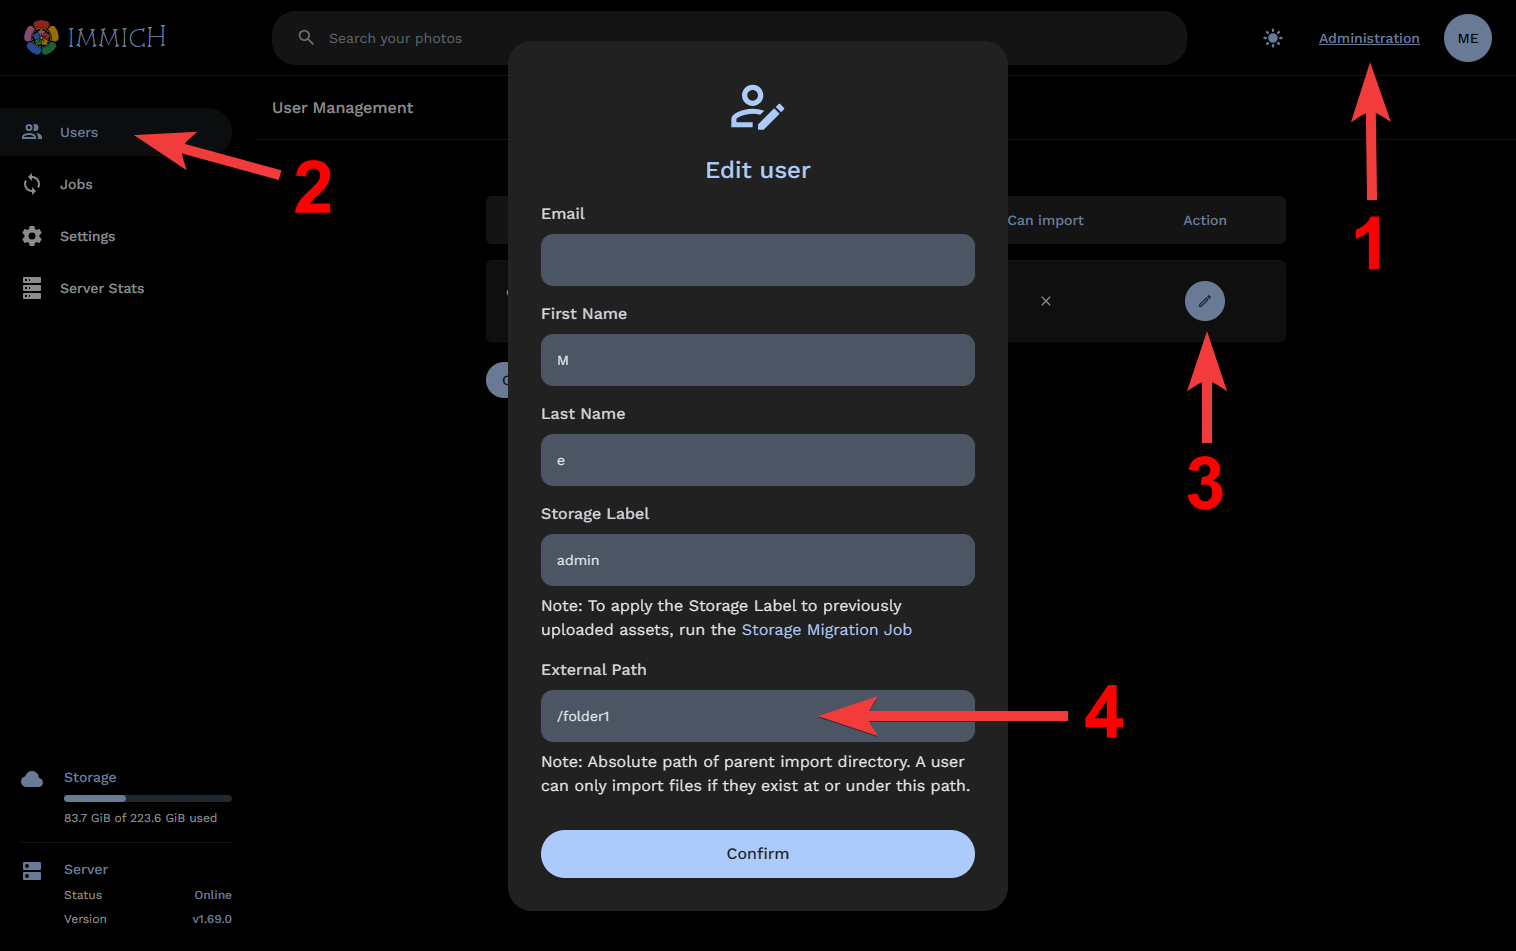 IMMICH
Search your photos
Administration
ME
User Management
Users
Jobs
Settings
Server Stats
2
1
Can import
Action
3
Edit user
Email
First Name
M
Last Name
e
Storage Label
admin
Note: To apply the Storage Label to previously
uploaded assets, run the Storage Migration Job
External Path
/folder1
4
Note: Absolute path of parent import directory. A user
can only import files if they exist at or under this path.
Confirm
Storage
83.7 GiB of 223.6 GiB used
Server
Status Online
Version v1.69.0